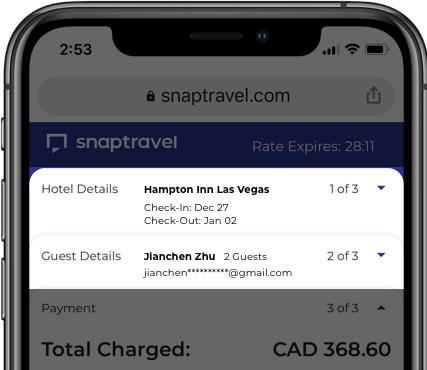 2:53
snaptravel.com
snaptravel Rate Expires: 28:11
Hotel Details Hampton Inn Las Vegas 1 of 3
Check-In: Dec 27
Check-Out: Jan 02
Guest Details Jianchen Zhu 2 Guests 2 of 3
jianchen**********@gmail.com
Payment 3 of 3
Total Charged: CAD 368.60